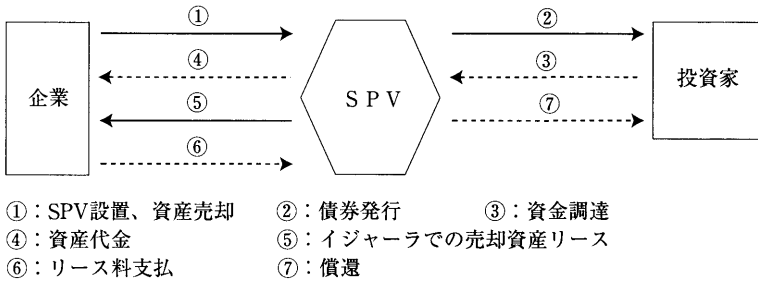 ① ②
④ ③
企業 SPV 投資家
⑤ ⑦
⑥
①：SPV設置、資産売却 ②：債券発行 ③：資金調達
④：資産代金 ⑤：イジャーラでの売却資産リース
⑥：リース料支払 ⑦：償還